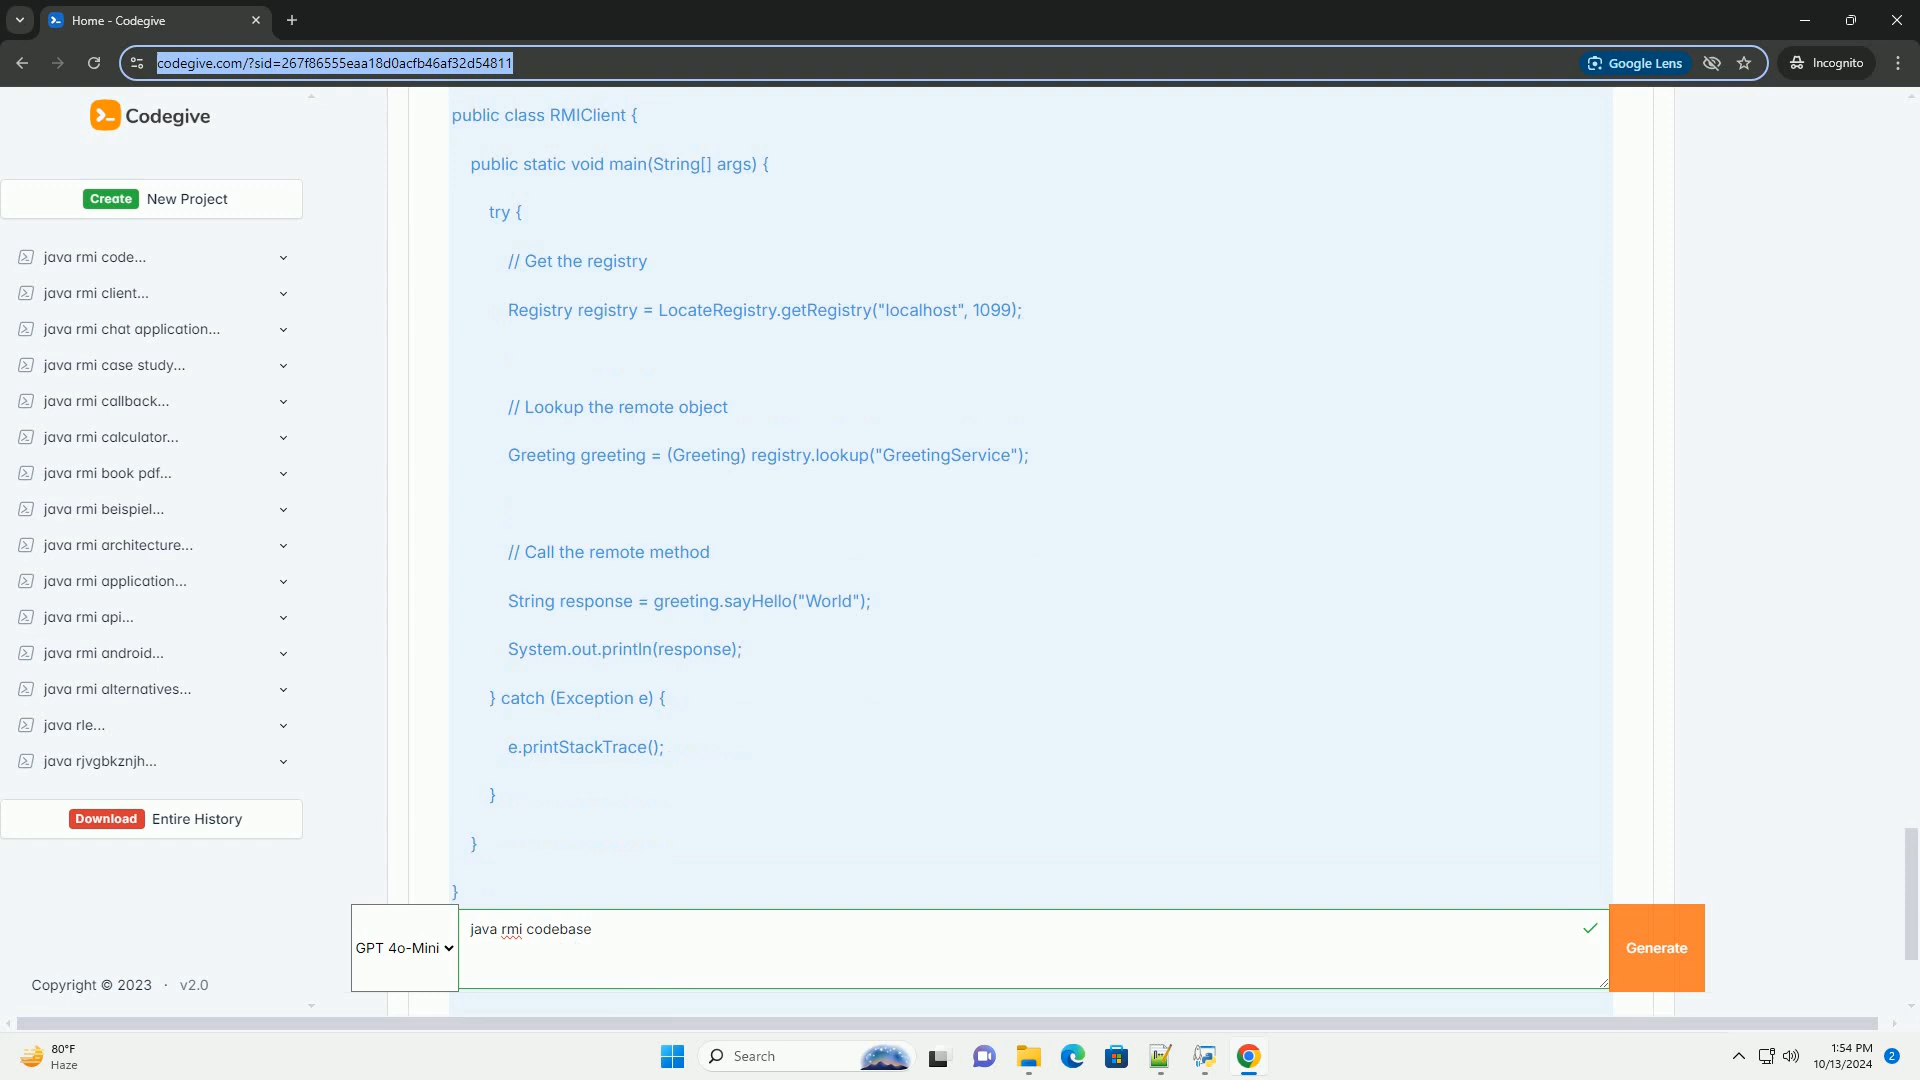 Home - Codegive
codegive.com/?sid=267f86555eaa18d0acfb46af32d54811
Google Lens
Incognito
Codegive
Create New Project
java rmi code...
java rmi client...
java rmi chat application...
java rmi case study...
java rmi callback...
java rmi calculator...
java rmi book pdf...
java rmi beispiel...
java rmi architecture...
java rmi application...
java rmi api...
java rmi android...
java rmi alternatives...
java rle...
java rjvgbkznjh...
Download Entire History
Copyright © 2023 · v2.0
public class RMIClient {
public static void main(String[] args) {
try {
// Get the registry
Registry registry = LocateRegistry.getRegistry("localhost", 1099);
// Lookup the remote object
Greeting greeting = (Greeting) registry.lookup("GreetingService");
// Call the remote method
String response = greeting.sayHello("World");
System.out.println(response);
} catch (Exception e) {
e.printStackTrace();
}
}
}
GPT 4o-Mini
java rmi codebase
Generate
80°F
Haze
Search
1:54 PM
10/13/2024
2